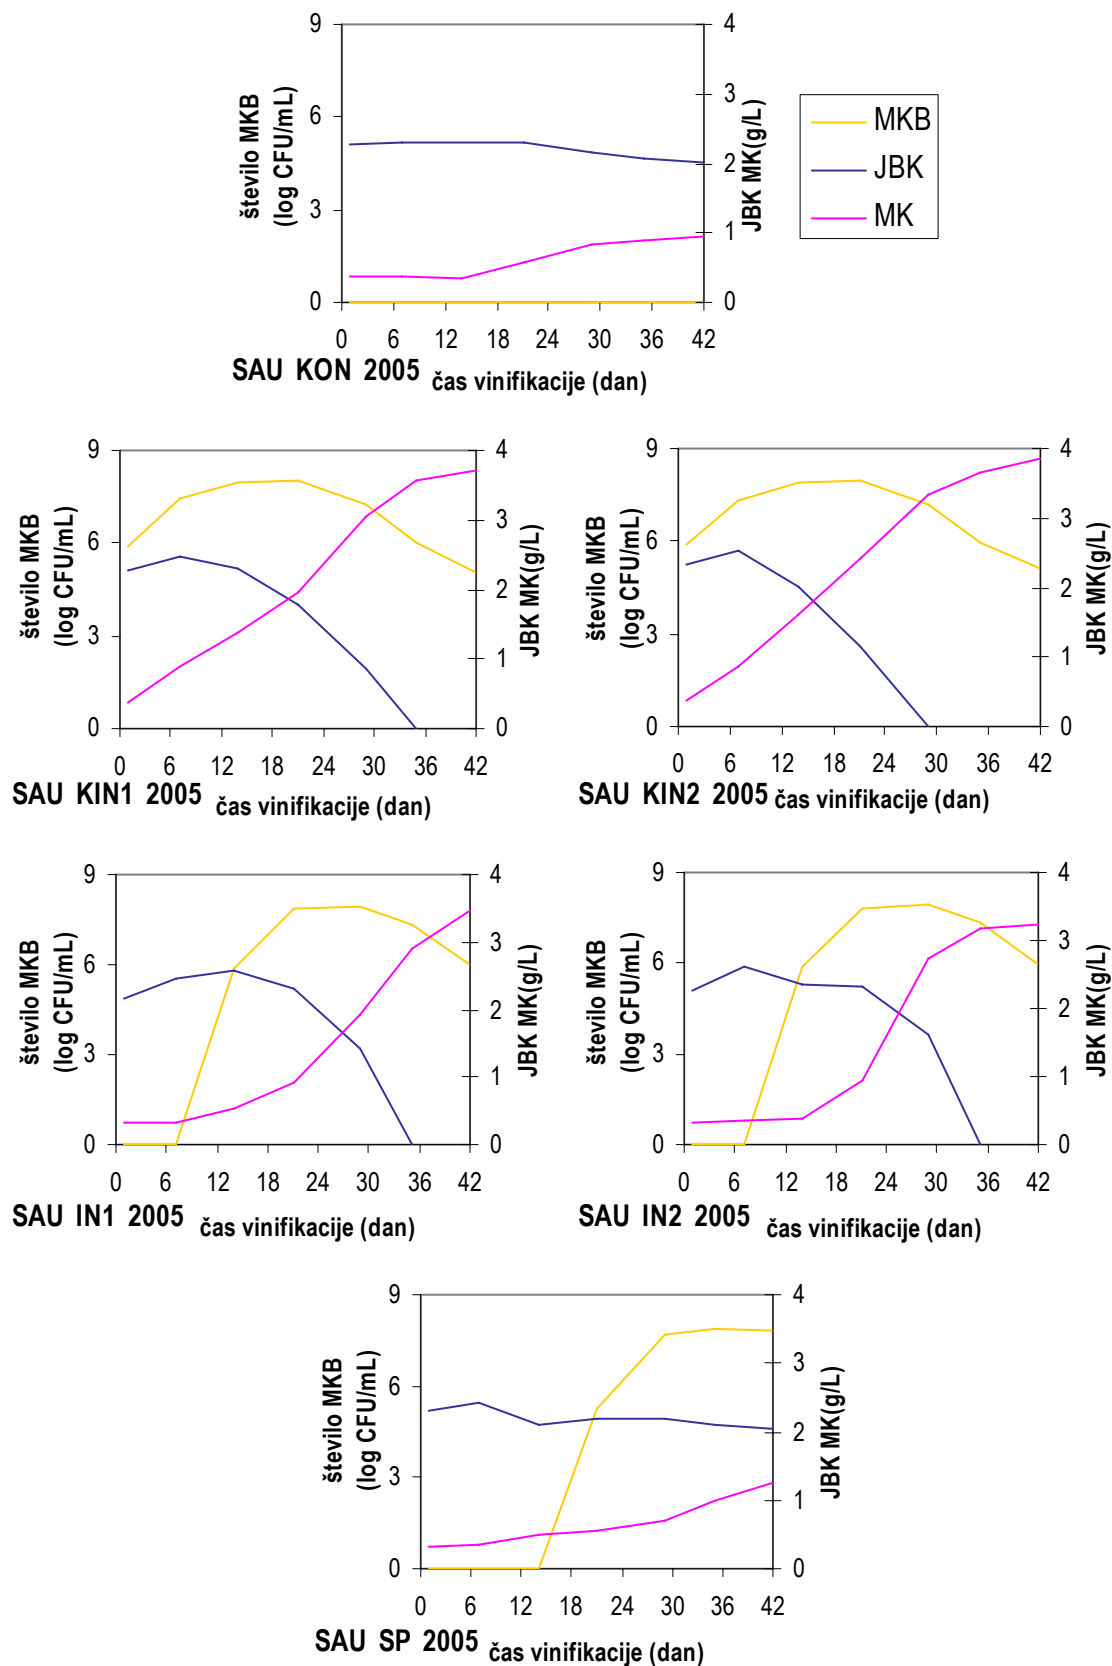 število MKB
(log CFU/mL)
9
6
3
0
4
3
2
1
0
JBK MK(g/L)
MKB
JBK
MK
0 6 12 18 24 30 36 42
SAU KON 2005 čas vinifikacije (dan)
število MKB
(log CFU/mL)
9
6
3
0
4
3
2
1
0
JBK MK(g/L)
0 6 12 18 24 30 36 42
SAU KIN1 2005 čas vinifikacije (dan)
število MKB
(log CFU/mL)
9
6
3
0
4
3
2
1
0
JBK MK(g/L)
0 6 12 18 24 30 36 42
SAU KIN2 2005 čas vinifikacije (dan)
število MKB
(log CFU/mL)
9
6
3
0
4
3
2
1
0
JBK MK(g/L)
0 6 12 18 24 30 36 42
SAU IN1 2005 čas vinifikacije (dan)
število MKB
(log CFU/mL)
9
6
3
0
4
3
2
1
0
JBK MK(g/L)
0 6 12 18 24 30 36 42
SAU IN2 2005 čas vinifikacije (dan)
število MKB
(log CFU/mL)
9
6
3
0
4
3
2
1
0
JBK MK(g/L)
0 6 12 18 24 30 36 42
SAU SP 2005 čas vinifikacije (dan)